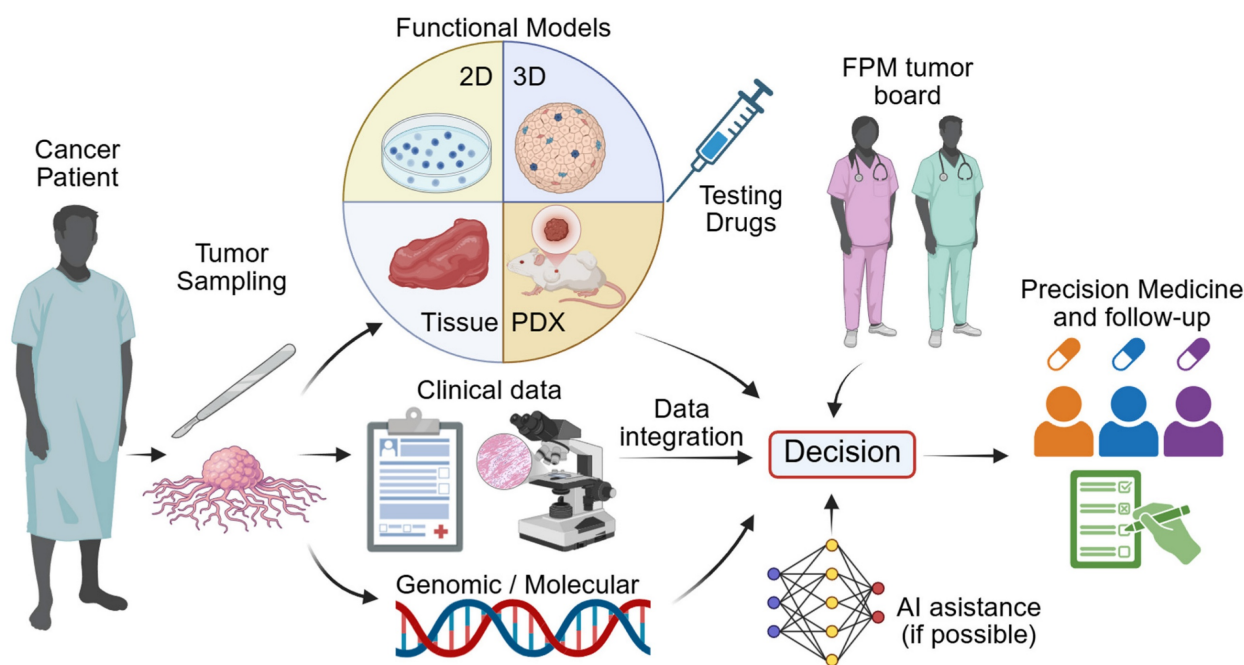 Functional Models
2D
3D
Tissue
PDX
Cancer
Patient
Tumor
Sampling
Testing
Drugs
FPM tumor
board
Clinical data
Data
integration
Decision
Precision Medicine
and follow-up
Genomic / Molecular
AI asistance
(if possible)